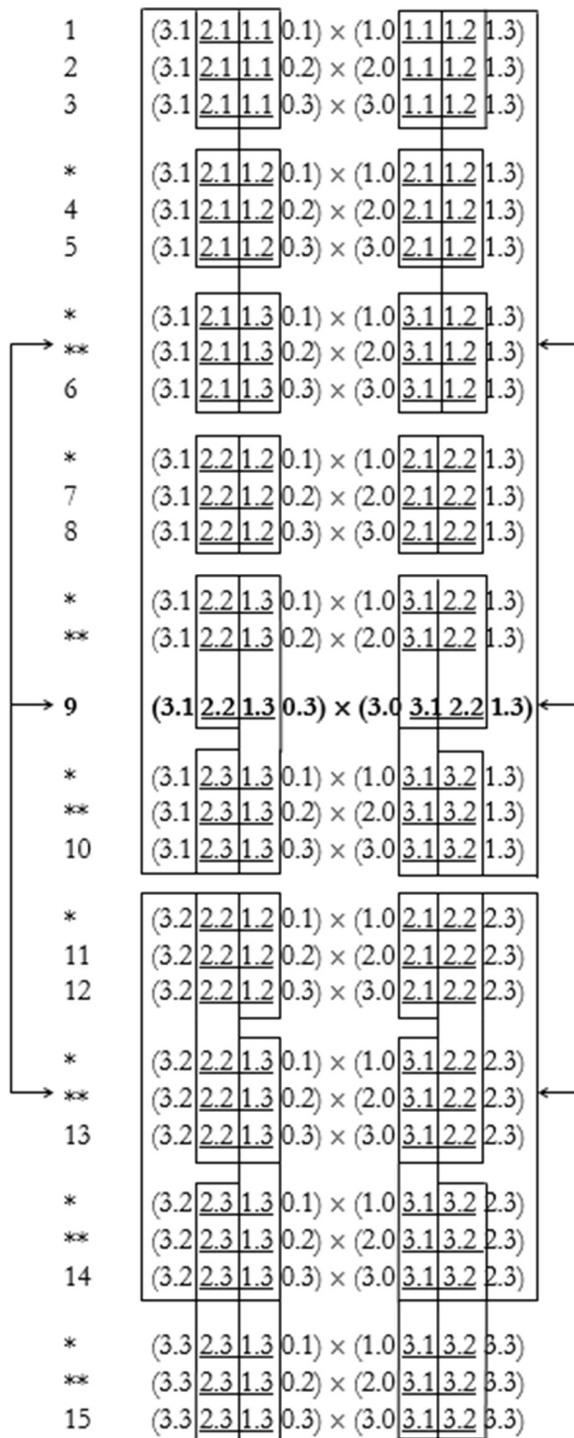 1 (3.1 2.1 1.1 0.1) × (1.0 1.1 1.2 1.3)
2 (3.1 2.1 1.1 0.2) × (2.0 1.1 1.2 1.3)
3 (3.1 2.1 1.1 0.3) × (3.0 1.1 1.2 1.3)
* (3.1 2.1 1.2 0.1) × (1.0 2.1 1.2 1.3)
4 (3.1 2.1 1.2 0.2) × (2.0 2.1 1.2 1.3)
5 (3.1 2.1 1.2 0.3) × (3.0 2.1 1.2 1.3)
* (3.1 2.1 1.3 0.1) × (1.0 3.1 1.2 1.3)
** (3.1 2.1 1.3 0.2) × (2.0 3.1 1.2 1.3)
6 (3.1 2.1 1.3 0.3) × (3.0 3.1 1.2 1.3)
* (3.1 2.2 1.2 0.1) × (1.0 2.1 2.2 1.3)
7 (3.1 2.2 1.2 0.2) × (2.0 2.1 2.2 1.3)
8 (3.1 2.2 1.2 0.3) × (3.0 2.1 2.2 1.3)
* (3.1 2.2 1.3 0.1) × (1.0 3.1 2.2 1.3)
** (3.1 2.2 1.3 0.2) × (2.0 3.1 2.2 1.3)
9 (3.1 2.2 1.3 0.3) × (3.0 3.1 2.2 1.3)
* (3.1 2.3 1.3 0.1) × (1.0 3.1 3.2 1.3)
** (3.1 2.3 1.3 0.2) × (2.0 3.1 3.2 1.3)
10 (3.1 2.3 1.3 0.3) × (3.0 3.1 3.2 1.3)
* (3.2 2.2 1.2 0.1) × (1.0 2.1 2.2 2.3)
11 (3.2 2.2 1.2 0.2) × (2.0 2.1 2.2 2.3)
12 (3.2 2.2 1.2 0.3) × (3.0 2.1 2.2 2.3)
* (3.2 2.2 1.3 0.1) × (1.0 3.1 2.2 2.3)
** (3.2 2.2 1.3 0.2) × (2.0 3.1 2.2 2.3)
13 (3.2 2.2 1.3 0.3) × (3.0 3.1 2.2 2.3)
* (3.2 2.3 1.3 0.1) × (1.0 3.1 3.2 2.3)
** (3.2 2.3 1.3 0.2) × (2.0 3.1 3.2 2.3)
14 (3.2 2.3 1.3 0.3) × (3.0 3.1 3.2 2.3)
* (3.3 2.3 1.3 0.1) × (1.0 3.1 3.2 3.3)
** (3.3 2.3 1.3 0.2) × (2.0 3.1 3.2 3.3)
15 (3.3 2.3 1.3 0.3) × (3.0 3.1 3.2 3.3)